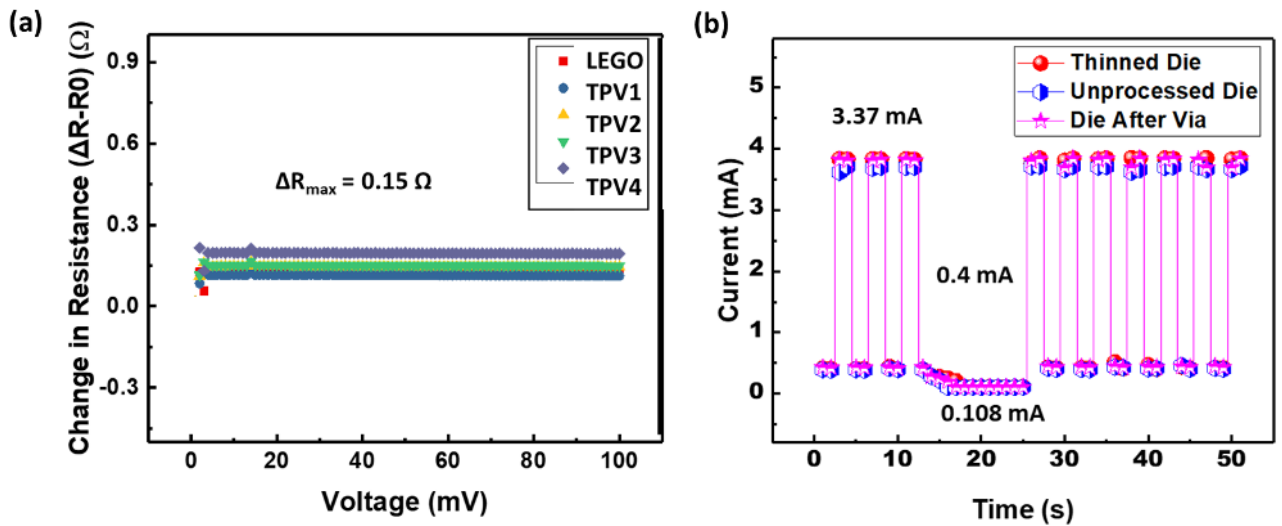 (a)
Change in Resistance (ΔR-R0) (Ω)
0.9
0.6
0.3
0.0
-0.3
0
20
40
60
80
100
Voltage (mV)
LEGO
TPV1
TPV2
TPV3
TPV4
ΔRmax = 0.15 Ω
(b)
Current (mA)
5
4
3
2
1
0
0
10
20
30
40
50
Time (s)
Thinned Die
Unprocessed Die
Die After Via
3.37 mA
0.4 mA
0.108 mA